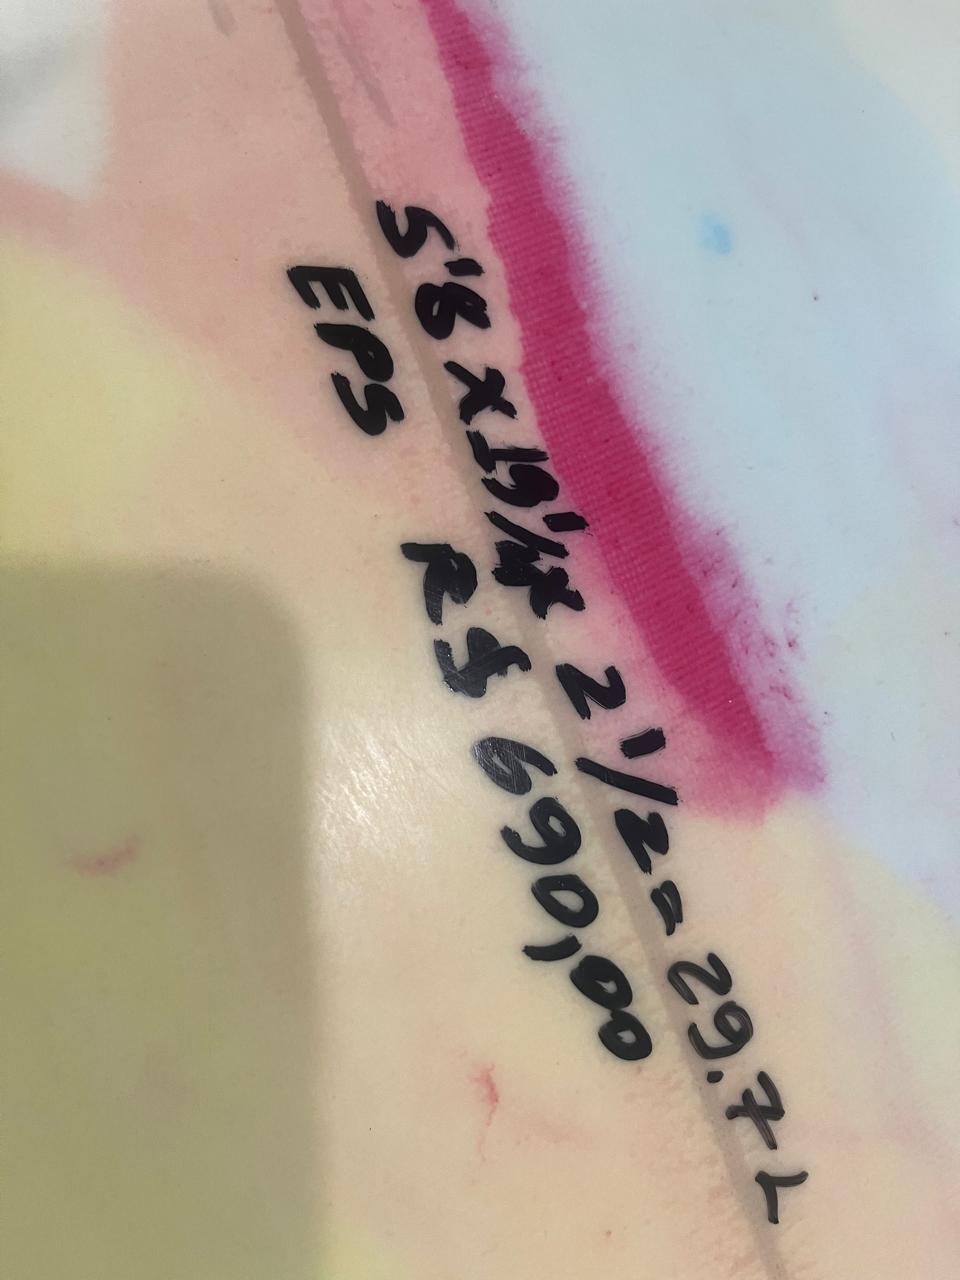 5'8 x 19 1/4 x 2 1/2 = 29.7 L
EPS R$ 690,00